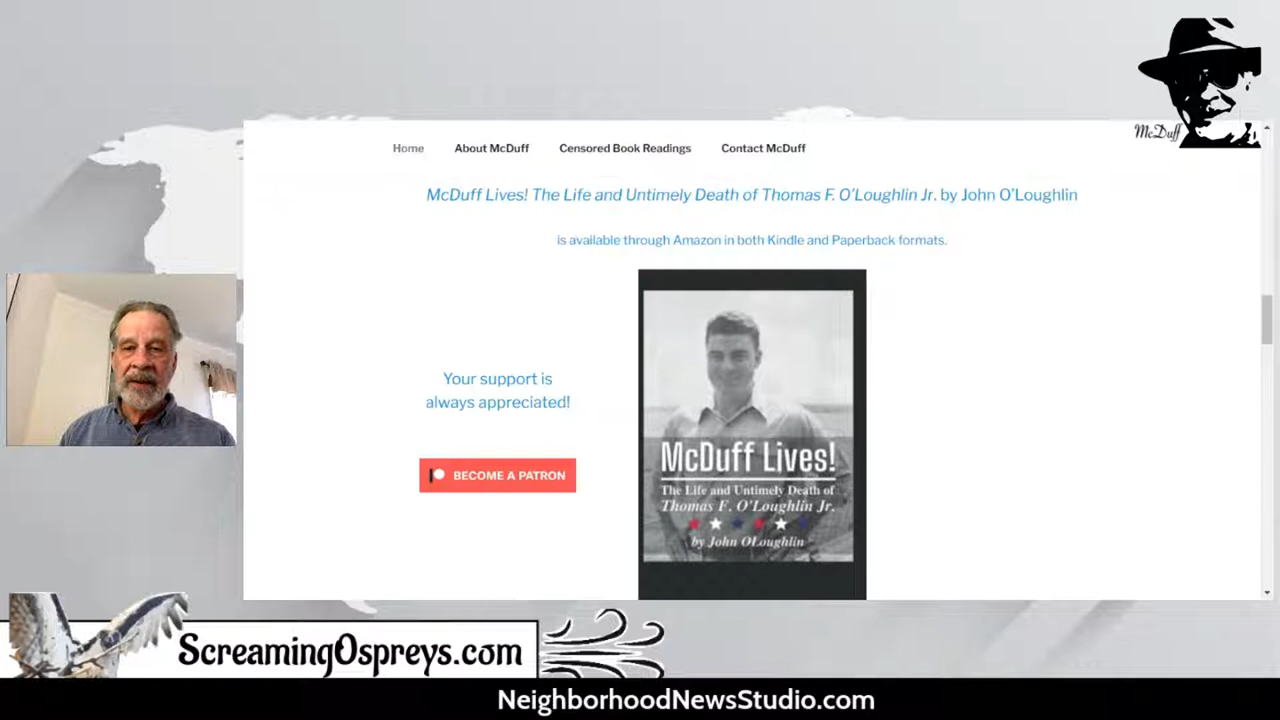 McDuff
Home About McDuff Censored Book Readings Contact McDuff
McDuff Lives! The Life and Untimely Death of Thomas F. O'Loughlin Jr. by John O'Loughlin
is available through Amazon in both Kindle and Paperback formats.
Your support is
always appreciated!
BECOME A PATRON
McDuff Lives!
The Life and Untimely Death of
Thomas F. O'Loughlin Jr.
by John OLoughlin
ScreamingOspreys.com
NeighborhoodNewsStudio.com